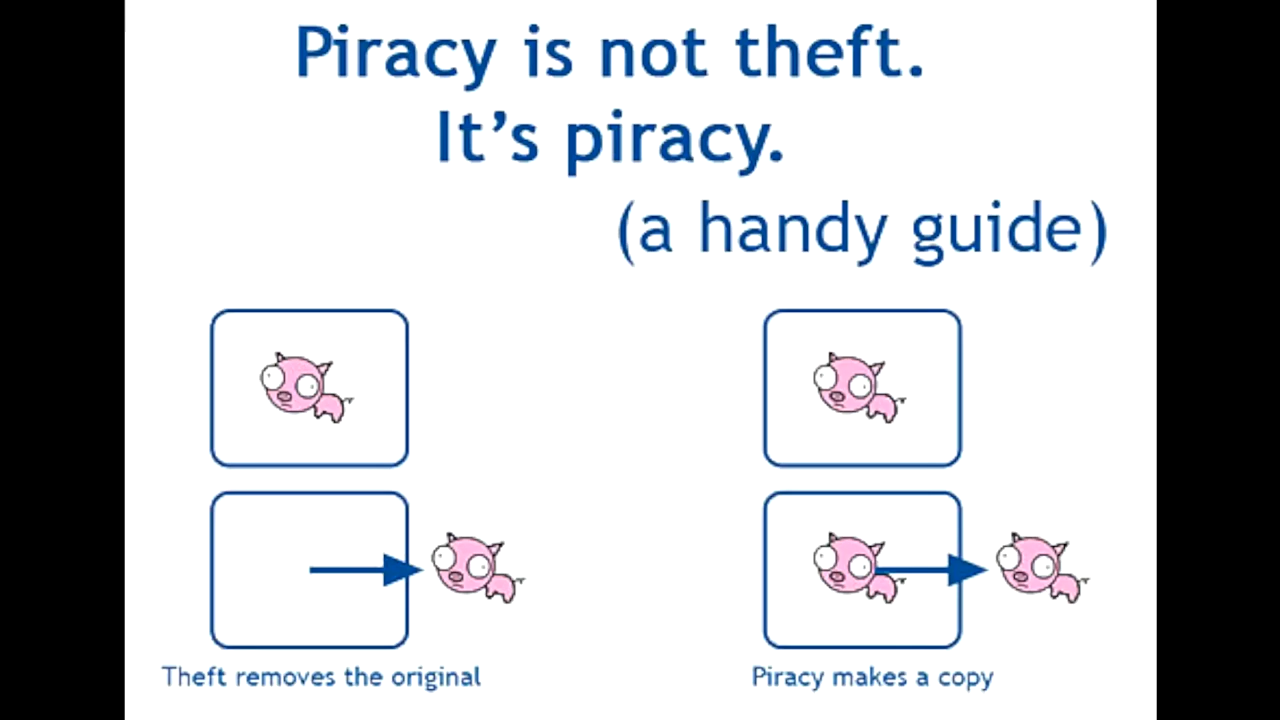 Piracy is not theft.
It’s piracy.
(a handy guide)
Theft removes the original
Piracy makes a copy